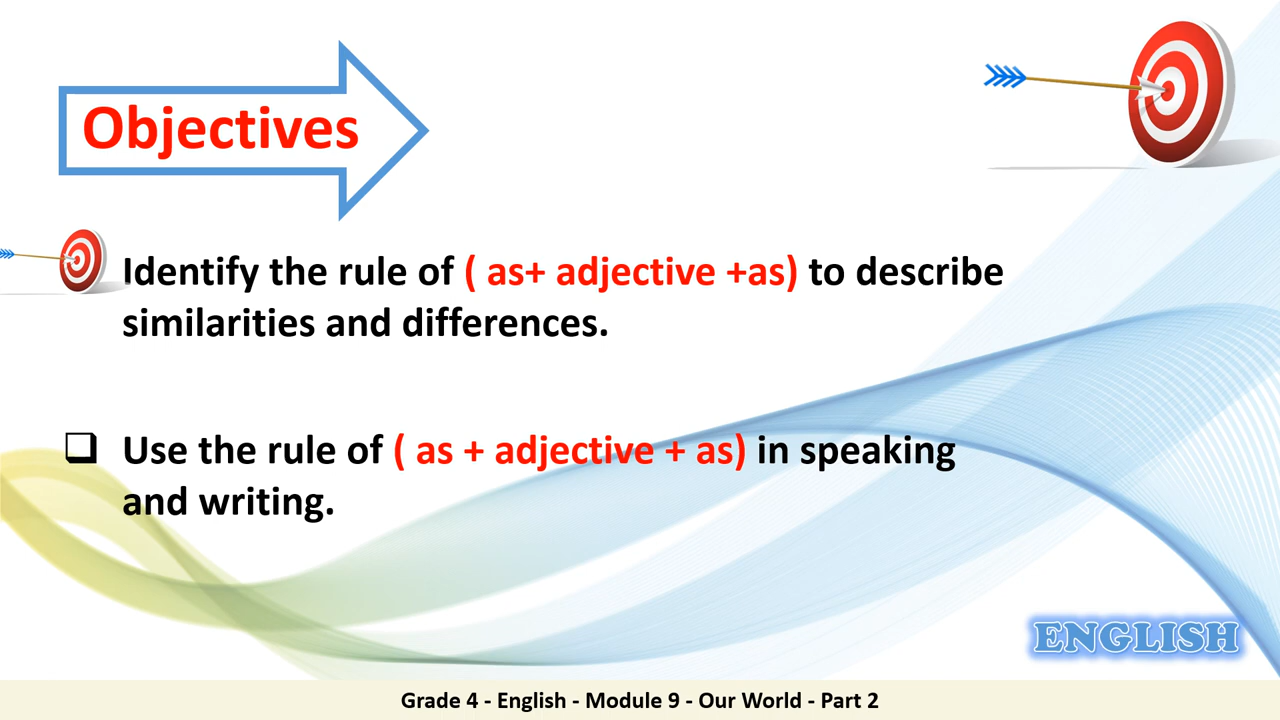 Objectives
Identify the rule of ( as+ adjective +as) to describe
similarities and differences.
❑ Use the rule of ( as + adjective + as) in speaking
and writing.
ENGLISH
Grade 4 - English - Module 9 - Our World - Part 2